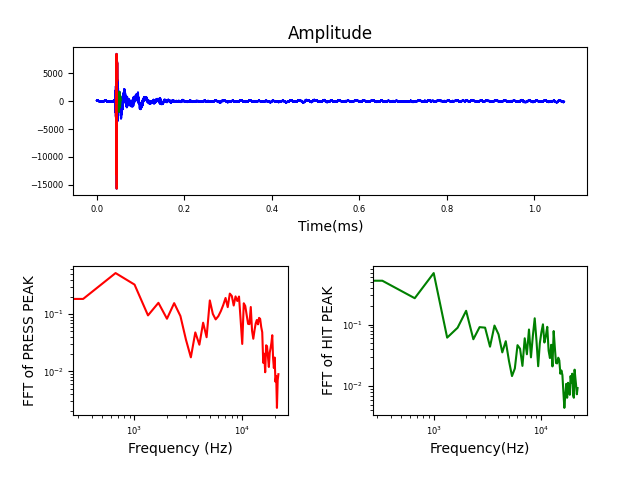 Amplitude
5000
0
−5000
−10000
−15000
0.0 0.2 0.4 0.6 0.8 1.0
Time(ms)
FFT of PRESS PEAK
10⁻¹
10⁻²
10³ 10⁴
Frequency (Hz)
FFT of HIT PEAK
10⁻¹
10⁻²
10³ 10⁴
Frequency(Hz)